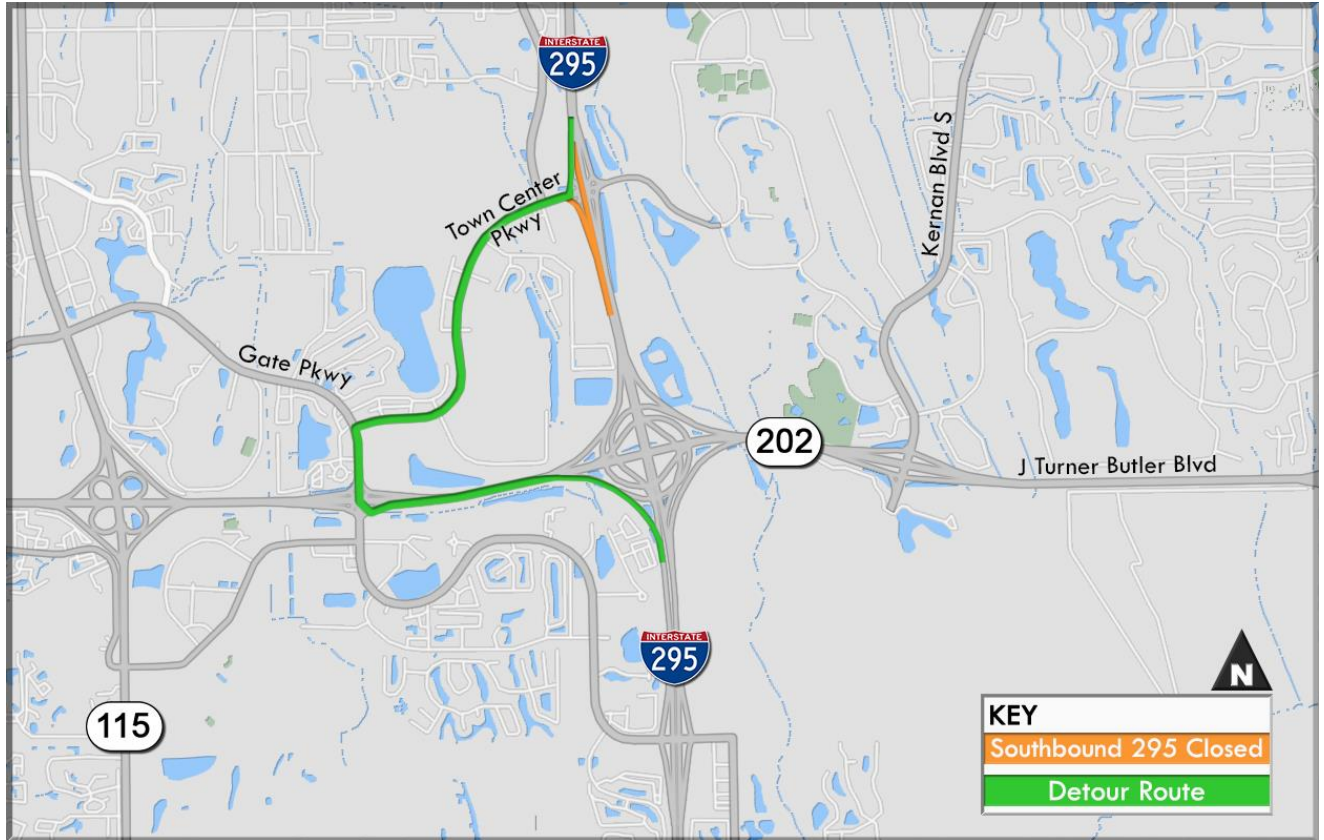 INTERSTATE
295
Kernan Blvd S
Town Center
Pkwy
Gate Pkwy
202
J Turner Butler Blvd
INTERSTATE
295
115
N
KEY
Southbound 295 Closed
Detour Route